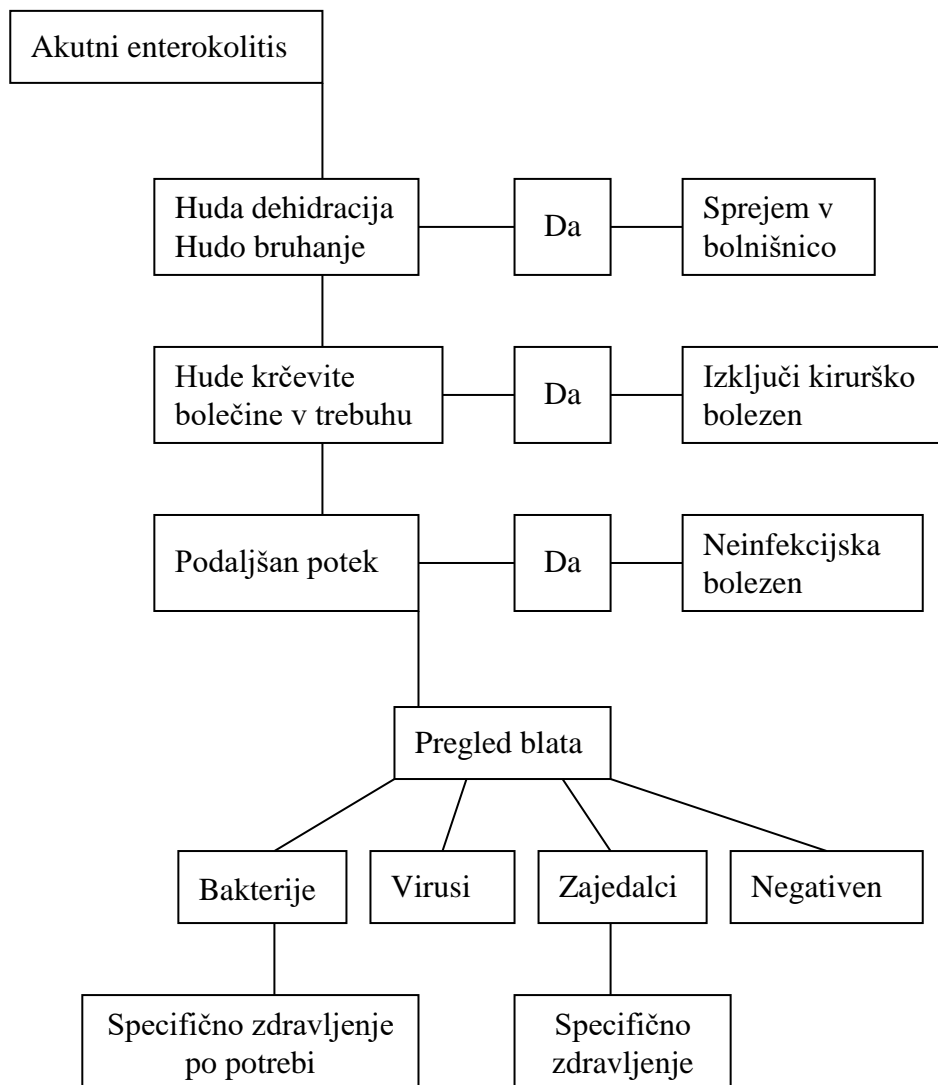 Akutni enterokolitis
Huda dehidracija
Hudo bruhanje
Da
Sprejem v
bolnišnico
Hude krčevite
bolečine v trebuhu
Da
Izključi kirurško
bolezen
Podaljšan potek
Da
Neinfekcijska
bolezen
Pregled blata
Bakterije
Virusi
Zajedalci
Negativen
Specifično zdravljenje
po potrebi
Specifično
zdravljenje